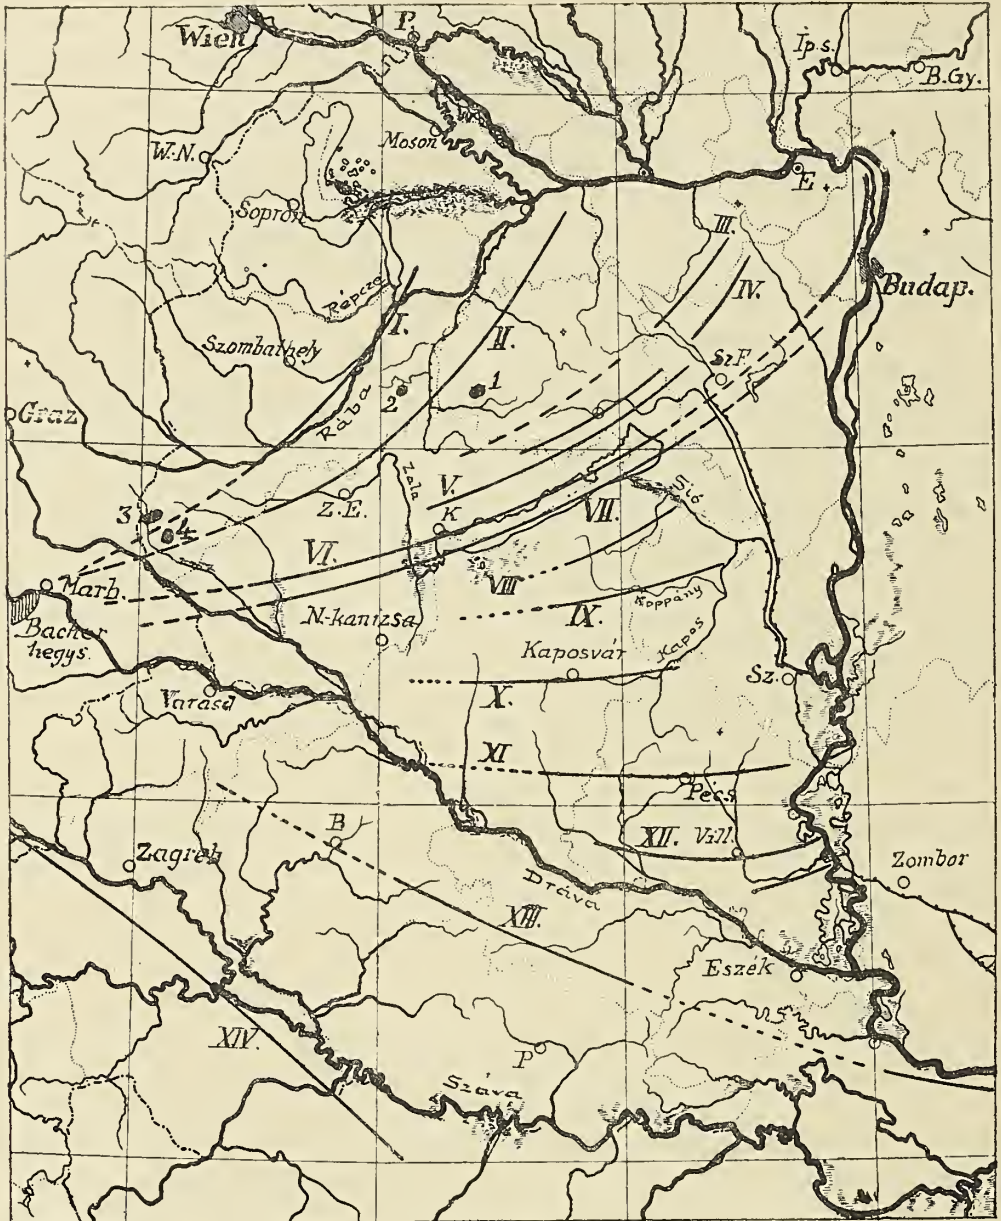 Wien
P.
Ip.s.
B.Gy.
Moson
W.N.
E
Sopron
III.
Budap.
Répcze
IV.
I.
II.
Szombathely
Sz.F.
1
2
Graz
Rába
Zala
Sió
V.
Z.E.
K
VII.
3
4
VI.
VIII
Marb.
Koppány
IX.
N.-kanizsa
Bacher
hegys.
Kaposvár
Kapos
Sz.
Varasd
X.
XI
Pécs
B
XII.
Vill.
Zagreb
Zombor
Dráva
XIII.
Eszék
XIV.
P
Száva